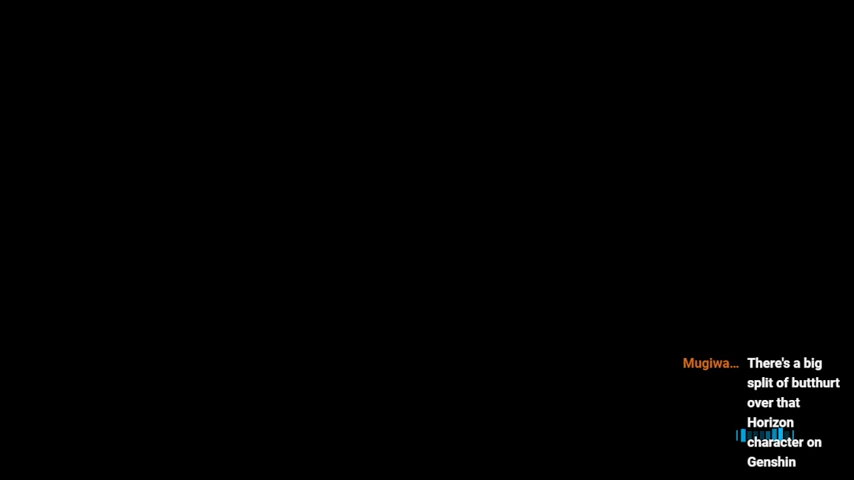 Mugiwa… There's a big
split of butthurt
over that
Horizon
character on
Genshin